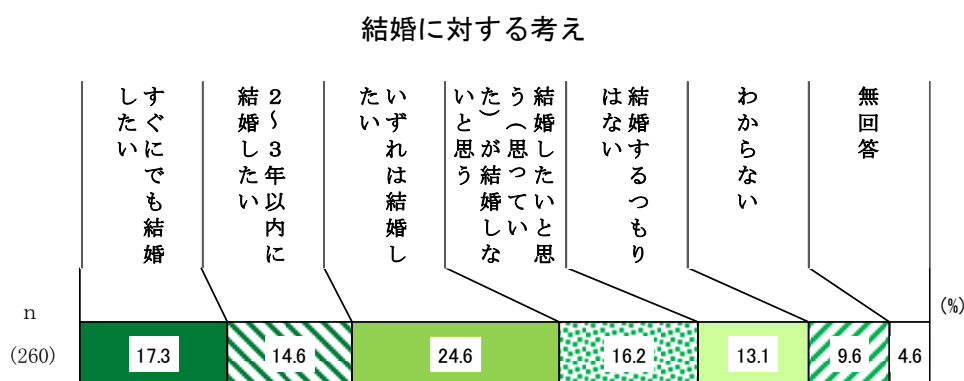 結婚に対する考え
すぐにでも結婚
したい
2～3年以内に
結婚したい
いずれは結婚し
たい
結婚したいと思
う（思ってい
た）が結婚しな
いと思う
結婚するつもり
はない
わからない
無回答
(%)
n
(260)
17.3
14.6
24.6
16.2
13.1
9.6
4.6